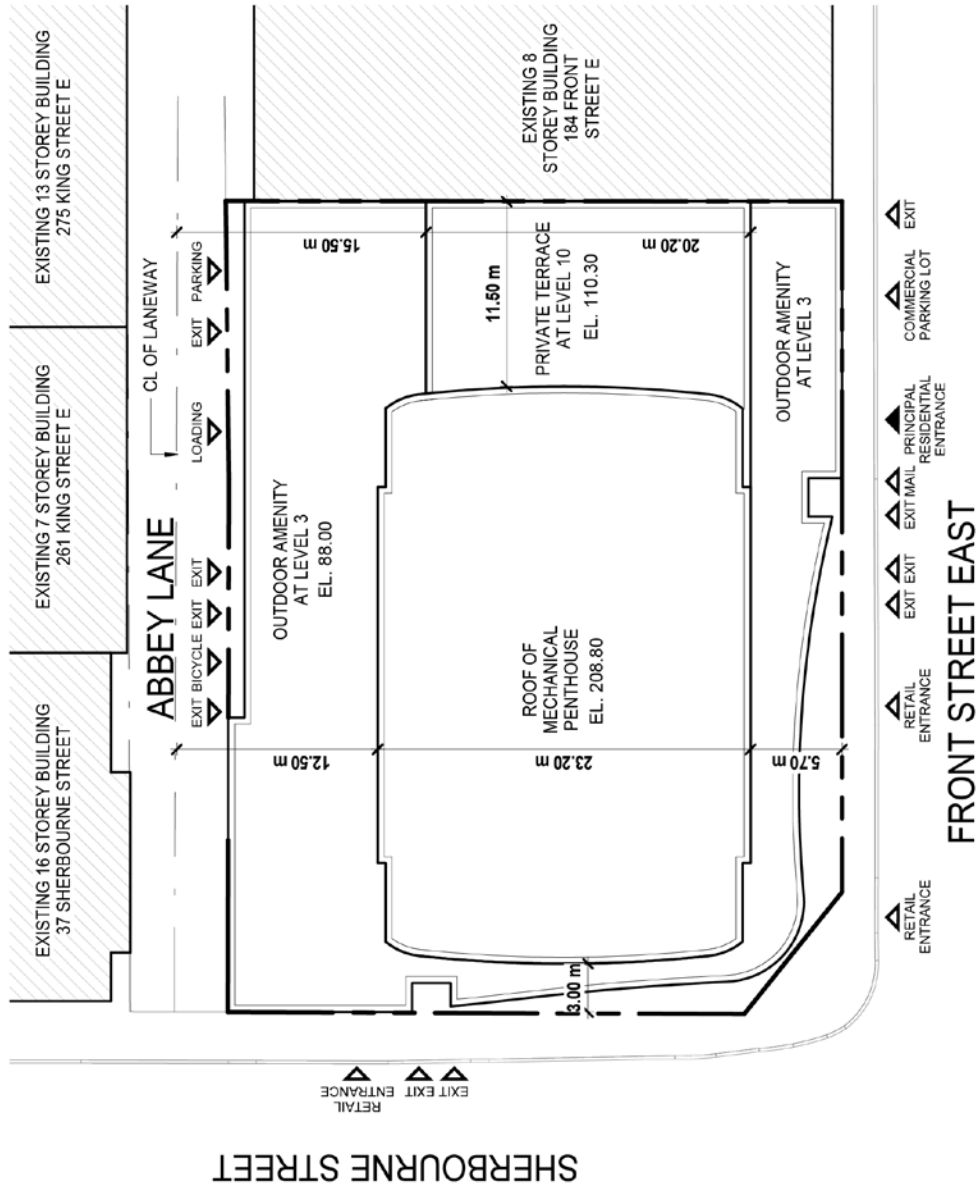 EXISTING 16 STOREY BUILDING
37 SHERBOURNE STREET
EXISTING 7 STOREY BUILDING
261 KING STREET E
EXISTING 13 STOREY BUILDING
275 KING STREET E
ABBEY LANE
CL OF LANEWAY
EXIT
BICYCLE
EXIT
EXIT
LOADING
EXIT
PARKING
OUTDOOR AMENITY
AT LEVEL 3
EL. 88.00
12.50 m
15.50 m
23.20 m
20.20 m
5.70 m
3.00 m
11.50 m
ROOF OF
MECHANICAL
PENTHOUSE
EL. 208.80
PRIVATE TERRACE
AT LEVEL 10
EL. 110.30
OUTDOOR AMENITY
AT LEVEL 3
EXISTING 8
STOREY BUILDING
184 FRONT
STREET E
RETAIL
ENTRANCE
EXIT
EXIT
SHERBOURNE STREET
RETAIL
ENTRANCE
RETAIL
ENTRANCE
EXIT
EXIT
EXIT
MAIL
PRINCIPAL
RESIDENTIAL
ENTRANCE
COMMERCIAL
PARKING LOT
EXIT
FRONT STREET EAST